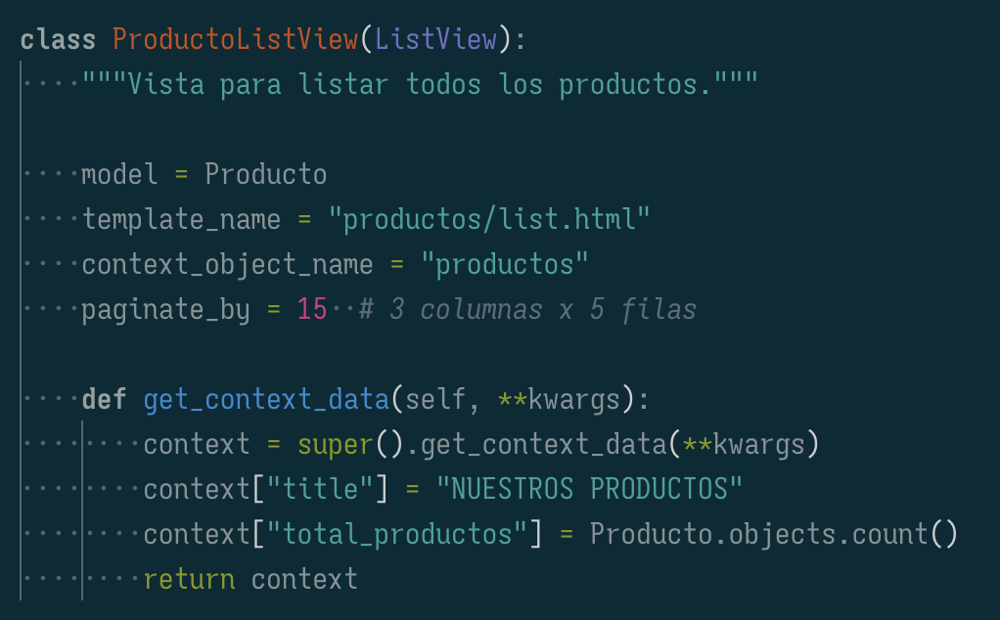 class ProductoListView(ListView):
    """Vista para listar todos los productos."""
    model = Producto
    template_name = "productos/list.html"
    context_object_name = "productos"
    paginate_by = 15  # 3 columnas x 5 filas
    def get_context_data(self, **kwargs):
        context = super().get_context_data(**kwargs)
        context["title"] = "NUESTROS PRODUCTOS"
        context["total_productos"] = Producto.objects.count()
        return context